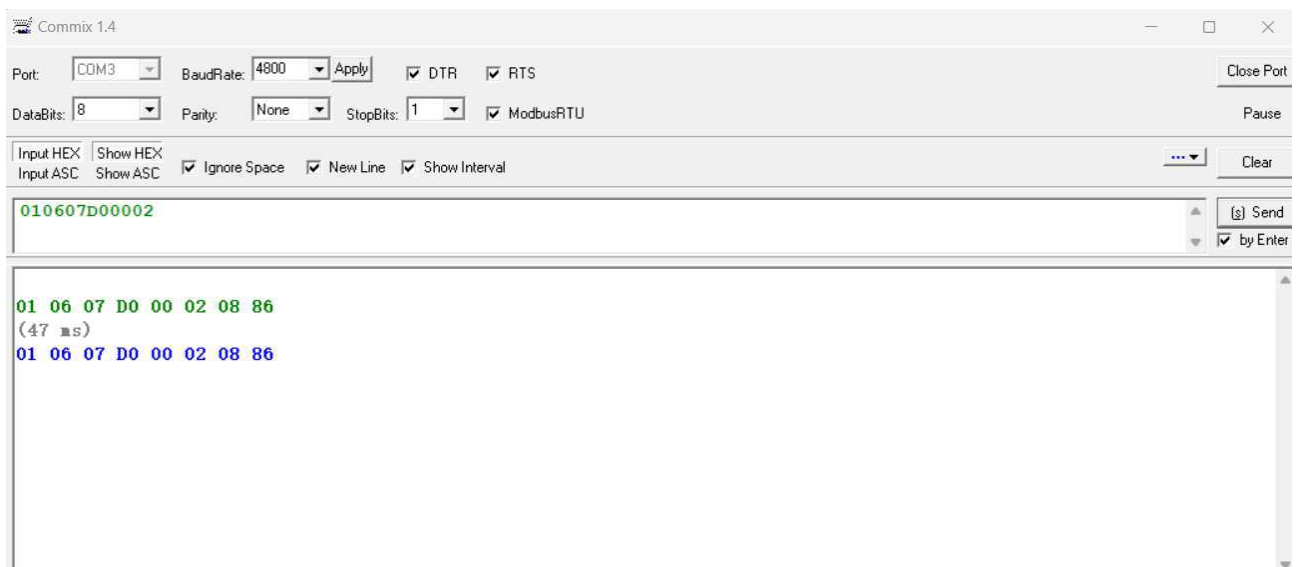 Commix 1.4
Port: COM3 BaudRate: 4800 Apply DTR RTS Close Port
DataBits: 8 Parity: None StopBits: 1 ModbusRTU Pause
Input HEX Show HEX
Input ASC Show ASC Ignore Space New Line Show Interval ... Clear
010607D00002 (s) Send
by Enter
01 06 07 D0 00 02 08 86
(47 ms)
01 06 07 D0 00 02 08 86